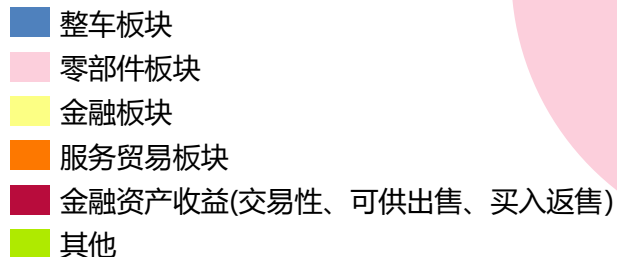 整车板块
零部件板块
金融板块
服务贸易板块
金融资产收益(交易性、可供出售、买入返售)
其他